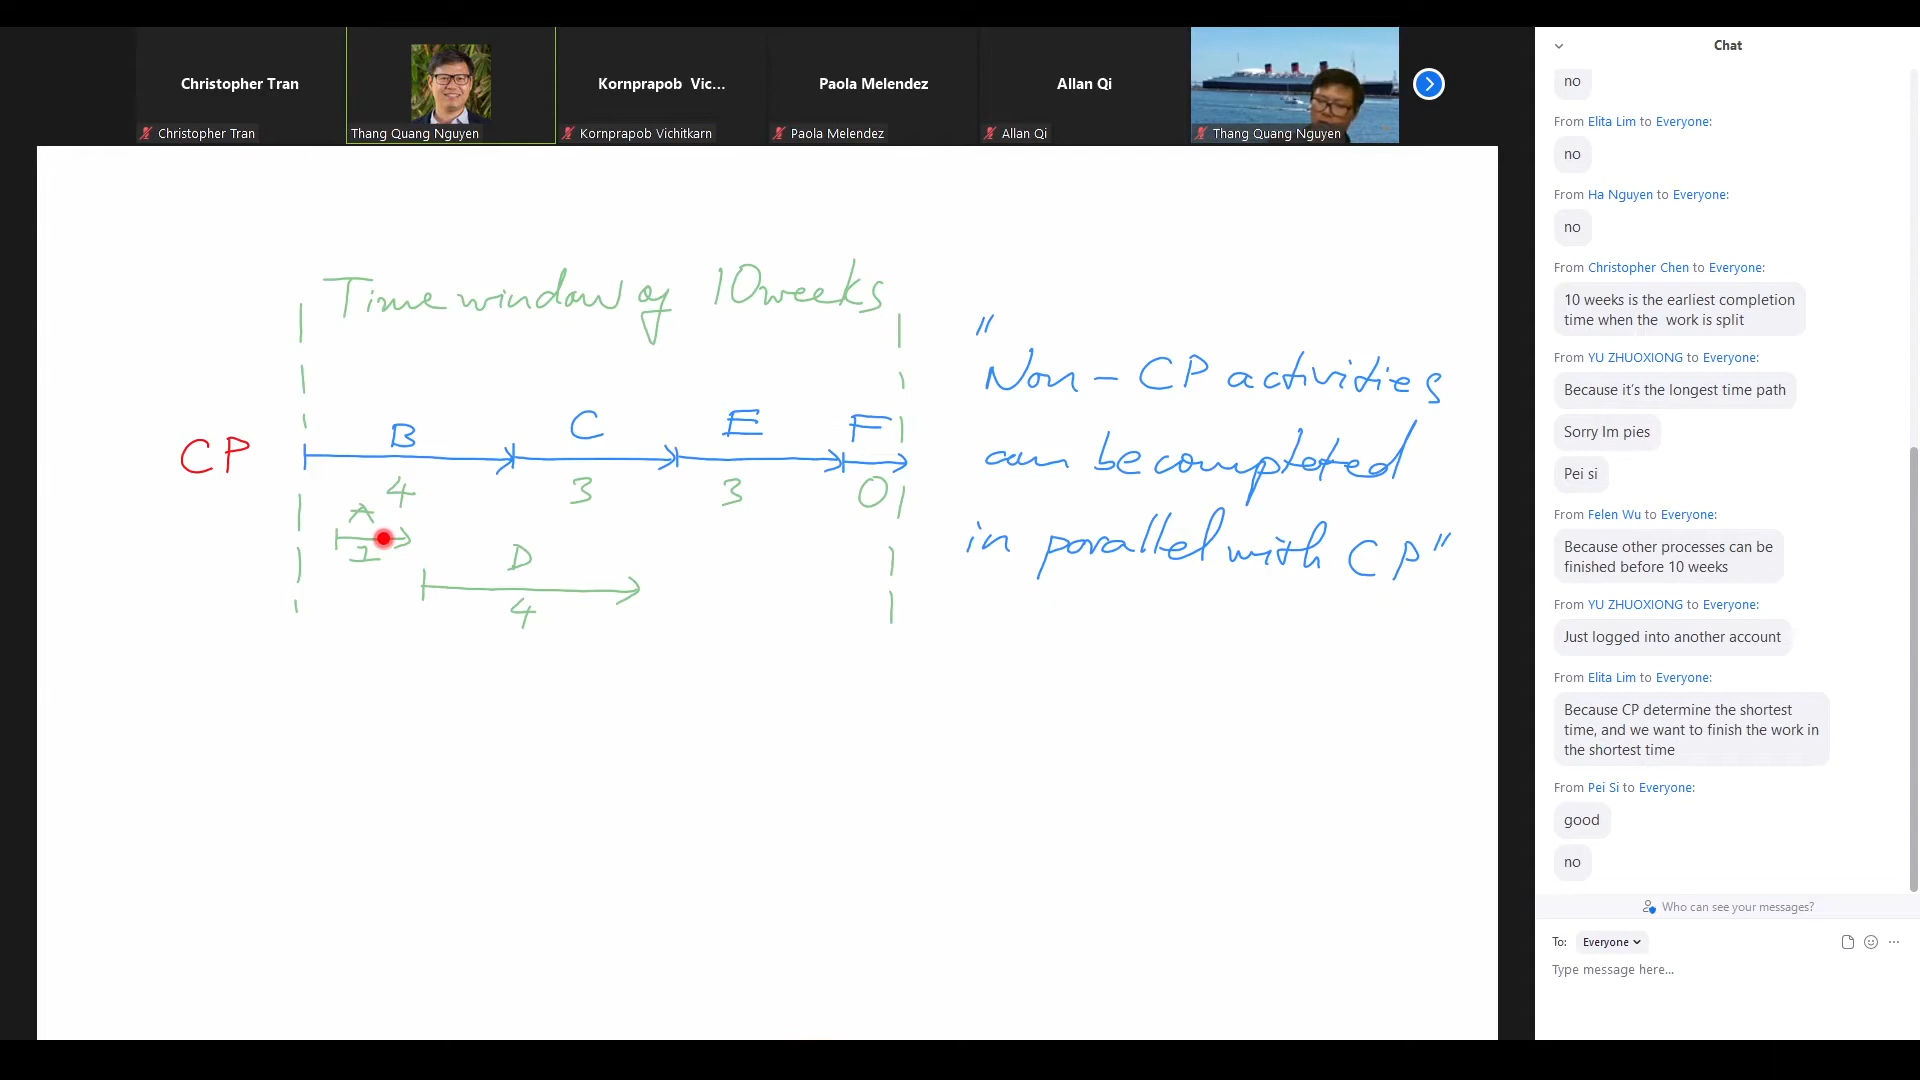 Christopher Tran
Kornprapob Vic...
Paola Melendez
Allan Qi
Christopher Tran
Thang Quang Nguyen
Kornprapob Vichitkarn
Paola Melendez
Allan Qi
Thang Quang Nguyen
Time window of 10 weeks
CP
B
C
E
F
4
3
3
0
A
1
D
4
"
Non-CP activities
can be completed
in parallel with CP"
Chat
no
From Elita Lim to Everyone:
no
From Ha Nguyen to Everyone:
no
From Christopher Chen to Everyone:
10 weeks is the earliest completion
time when the work is split
From YU ZHUOXIONG to Everyone:
Because it's the longest time path
Sorry Im pies
Pei si
From Felen Wu to Everyone:
Because other processes can be
finished before 10 weeks
From YU ZHUOXIONG to Everyone:
Just logged into another account
From Elita Lim to Everyone:
Because CP determine the shortest
time, and we want to finish the work in
the shortest time
From Pei Si to Everyone:
good
no
Who can see your messages?
To: Everyone
Type message here...